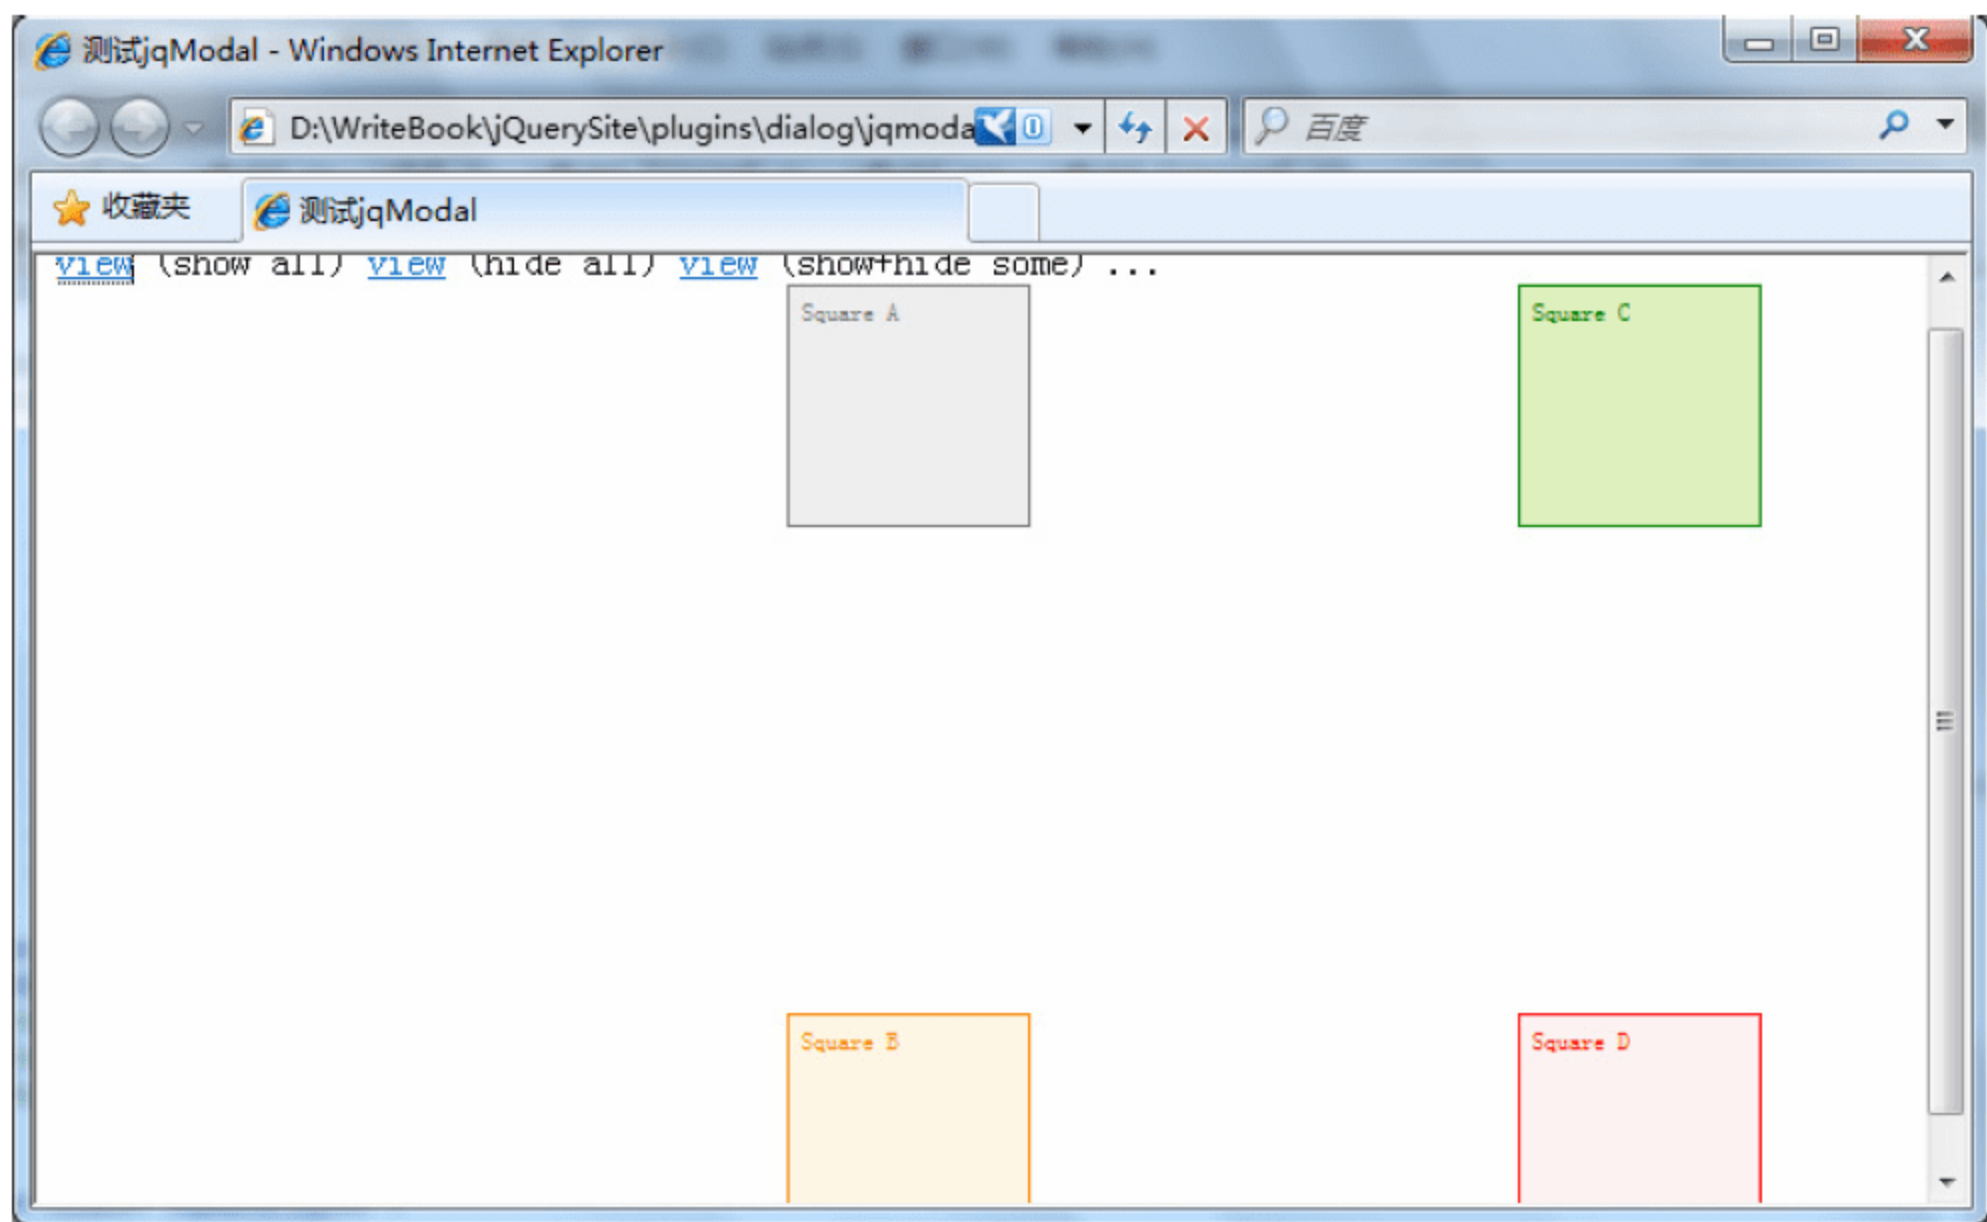 测试jqModal - Windows Internet Explorer
D:\WriteBook\jQuerySite\plugins\dialog\jqmoda 0 百度
收藏夹 测试jqModal
view (show all) view (hide all) view (show+hide some) ...
Square A Square C
Square B Square D